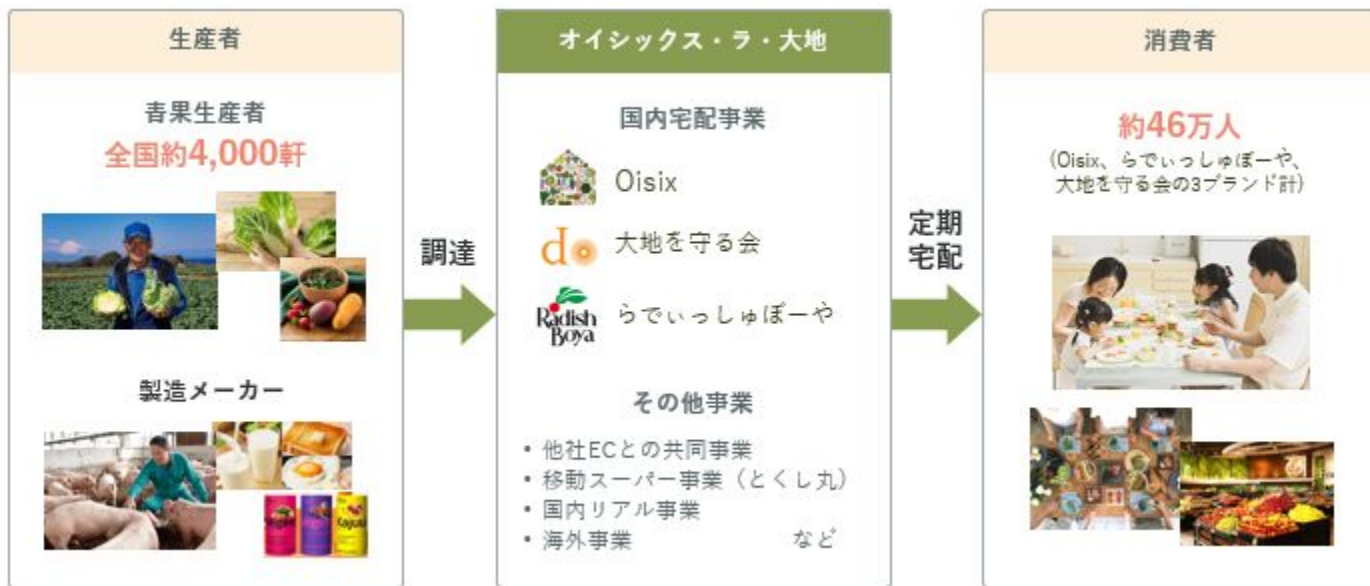 生産者
青果生産者
全国約4,000軒
製造メーカー
調達
オイシックス・ラ・大地
国内宅配事業
Oisix
do
大地を守る会
Radish
Boya
らでぃっしゅぼーや
その他事業
• 他社ECとの共同事業
• 移動スーパー事業（とくし丸）
• 国内リアル事業
• 海外事業 など
定期
宅配
消費者
約46万人
(Oisix、らでぃっしゅぼーや、
大地を守る会の3ブランド計)